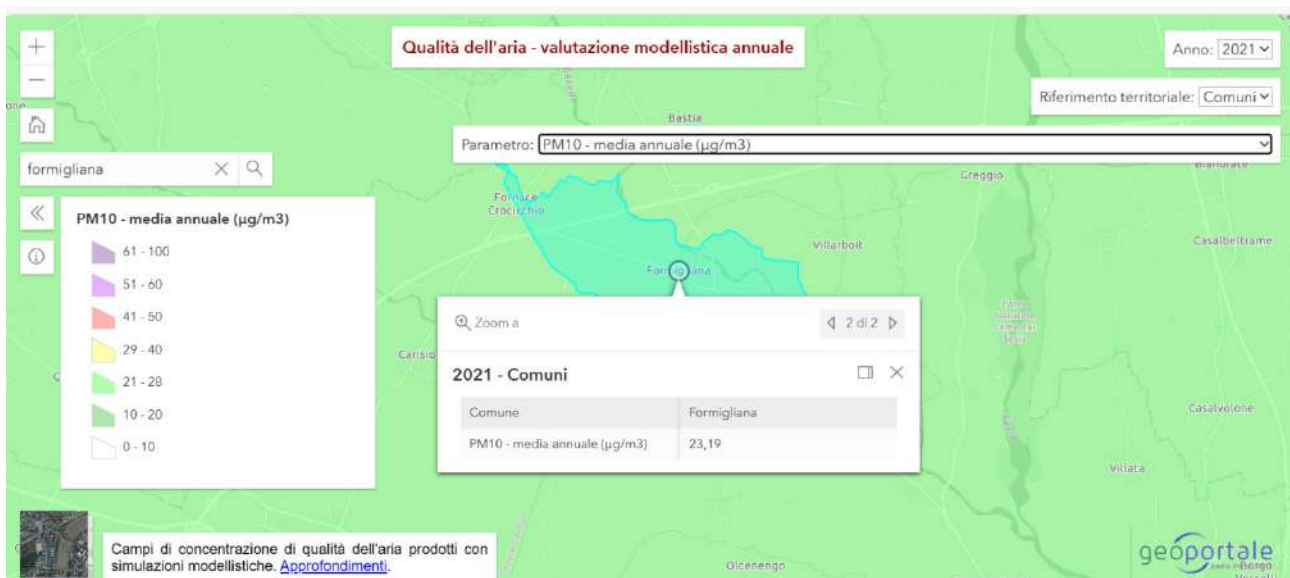 Qualità dell'aria - valutazione modellistica annuale
Anno: 2021
Riferimento territoriale: Comuni
Bastia
Parametro: PM10 - media annuale (µg/m3)
formigliana
Greggio
Fornace
Crocicchio
PM10 - media annuale (µg/m3)
61 - 100
51 - 60
41 - 50
29 - 40
21 - 28
10 - 20
0 - 10
Villarboit
Casalbeltrame
Formigliana
Zoom a
2 di 2
Carisio
2021 - Comuni
Comune
Formigliana
PM10 - media annuale (µg/m3)
23,19
Casalvolone
Villata
Campi di concentrazione di qualità dell'aria prodotti con
simulazioni modellistiche. Approfondimenti.
Olcenengo
geoportale